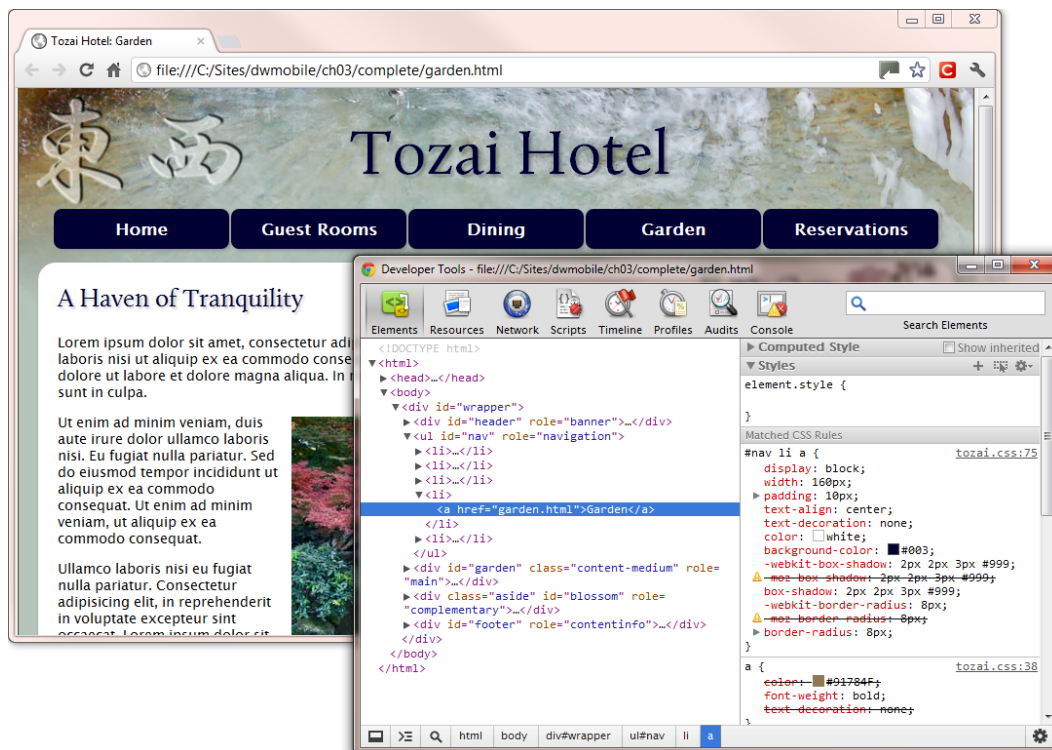 Tozai Hotel: Garden
file:///C:/Sites/dwmobile/ch03/complete/garden.html
東西
Tozai Hotel
Home
Guest Rooms
Dining
Garden
Reservations
A Haven of Tranquility
Lorem ipsum dolor sit amet, consectetur adi
laboris nisi ut aliquip ex ea commodo conse
dolore ut labore et dolore magna aliqua. In r
sunt in culpa.
Ut enim ad minim veniam, duis
aute irure dolor ullamco laboris
nisi. Eu fugiat nulla pariatur. Sed
do eiusmod tempor incididunt ut
aliquip ex ea commodo
consequat. Ut enim ad minim
veniam, ut aliquip ex ea
commodo consequat.
Ullamco laboris nisi eu fugiat
nulla pariatur. Consectetur
adipisicing elit, in reprehenderit
in voluptate excepteur sint
occaecat. Lorem ipsum dolor sit
Developer Tools - file:///C:/Sites/dwmobile/ch03/complete/garden.html
Elements
Resources
Network
Scripts
Timeline
Profiles
Audits
Console
Search Elements
<!DOCTYPE html>
▼<html>
▶<head>…</head>
▼<body>
▼<div id="wrapper">
▶<div id="header" role="banner">…</div>
▼<ul id="nav" role="navigation">
▶<li>…</li>
▶<li>…</li>
▶<li>…</li>
▼<li>
<a href="garden.html">Garden</a>
</li>
▶<li>…</li>
</ul>
▶<div id="garden" class="content-medium" role=
"main">…</div>
▶<div class="aside" id="blossom" role=
"complementary">…</div>
▶<div id="footer" role="contentinfo">…</div>
</div>
</body>
</html>
▶ Computed Style
Show inherited
▼ Styles
element.style {
}
Matched CSS Rules
#nav li a { tozai.css:75
display: block;
width: 160px;
▶ padding: 10px;
text-align: center;
text-decoration: none;
color: white;
background-color: #003;
-webkit-box-shadow: 2px 2px 3px #999;
-moz-box-shadow: 2px 2px 3px #999;
box-shadow: 2px 2px 3px #999;
-webkit-border-radius: 8px;
-moz-border-radius: 8px;
▶ border-radius: 8px;
}
a { tozai.css:38
color: #91784F;
font-weight: bold;
text-decoration: none;
}
html
body
div#wrapper
ul#nav
li
a